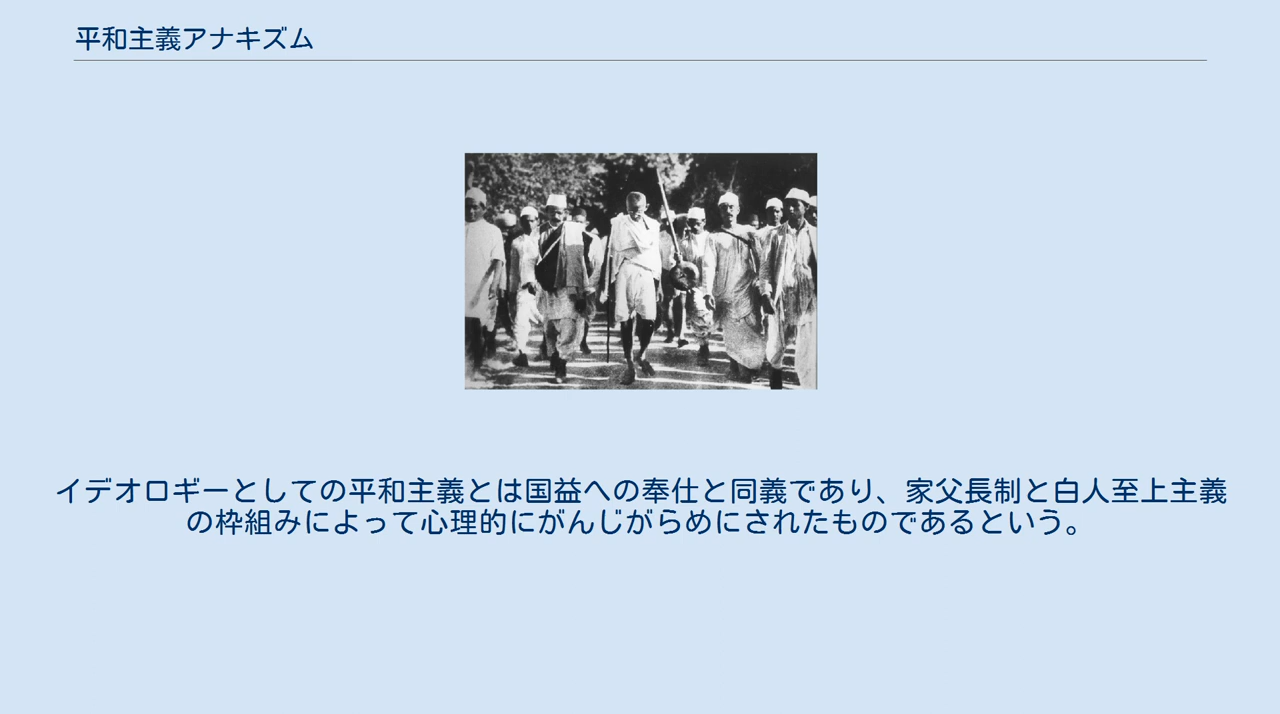 平和主義アナキズム
イデオロギーとしての平和主義とは国益への奉仕と同義であり、家父長制と白人至上主義
の枠組みによって心理的にがんじがらめにされたものであるという。